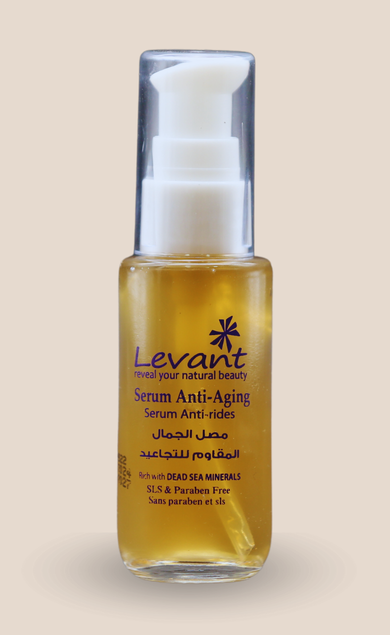 Levant
reveal your natural beauty
Serum Anti-Aging
Serum Anti-rides
مصل الجمال
المقاوم للتجاعيد
Rich with DEAD SEA MINERALS
SLS & Paraben Free
Sans paraben et sls